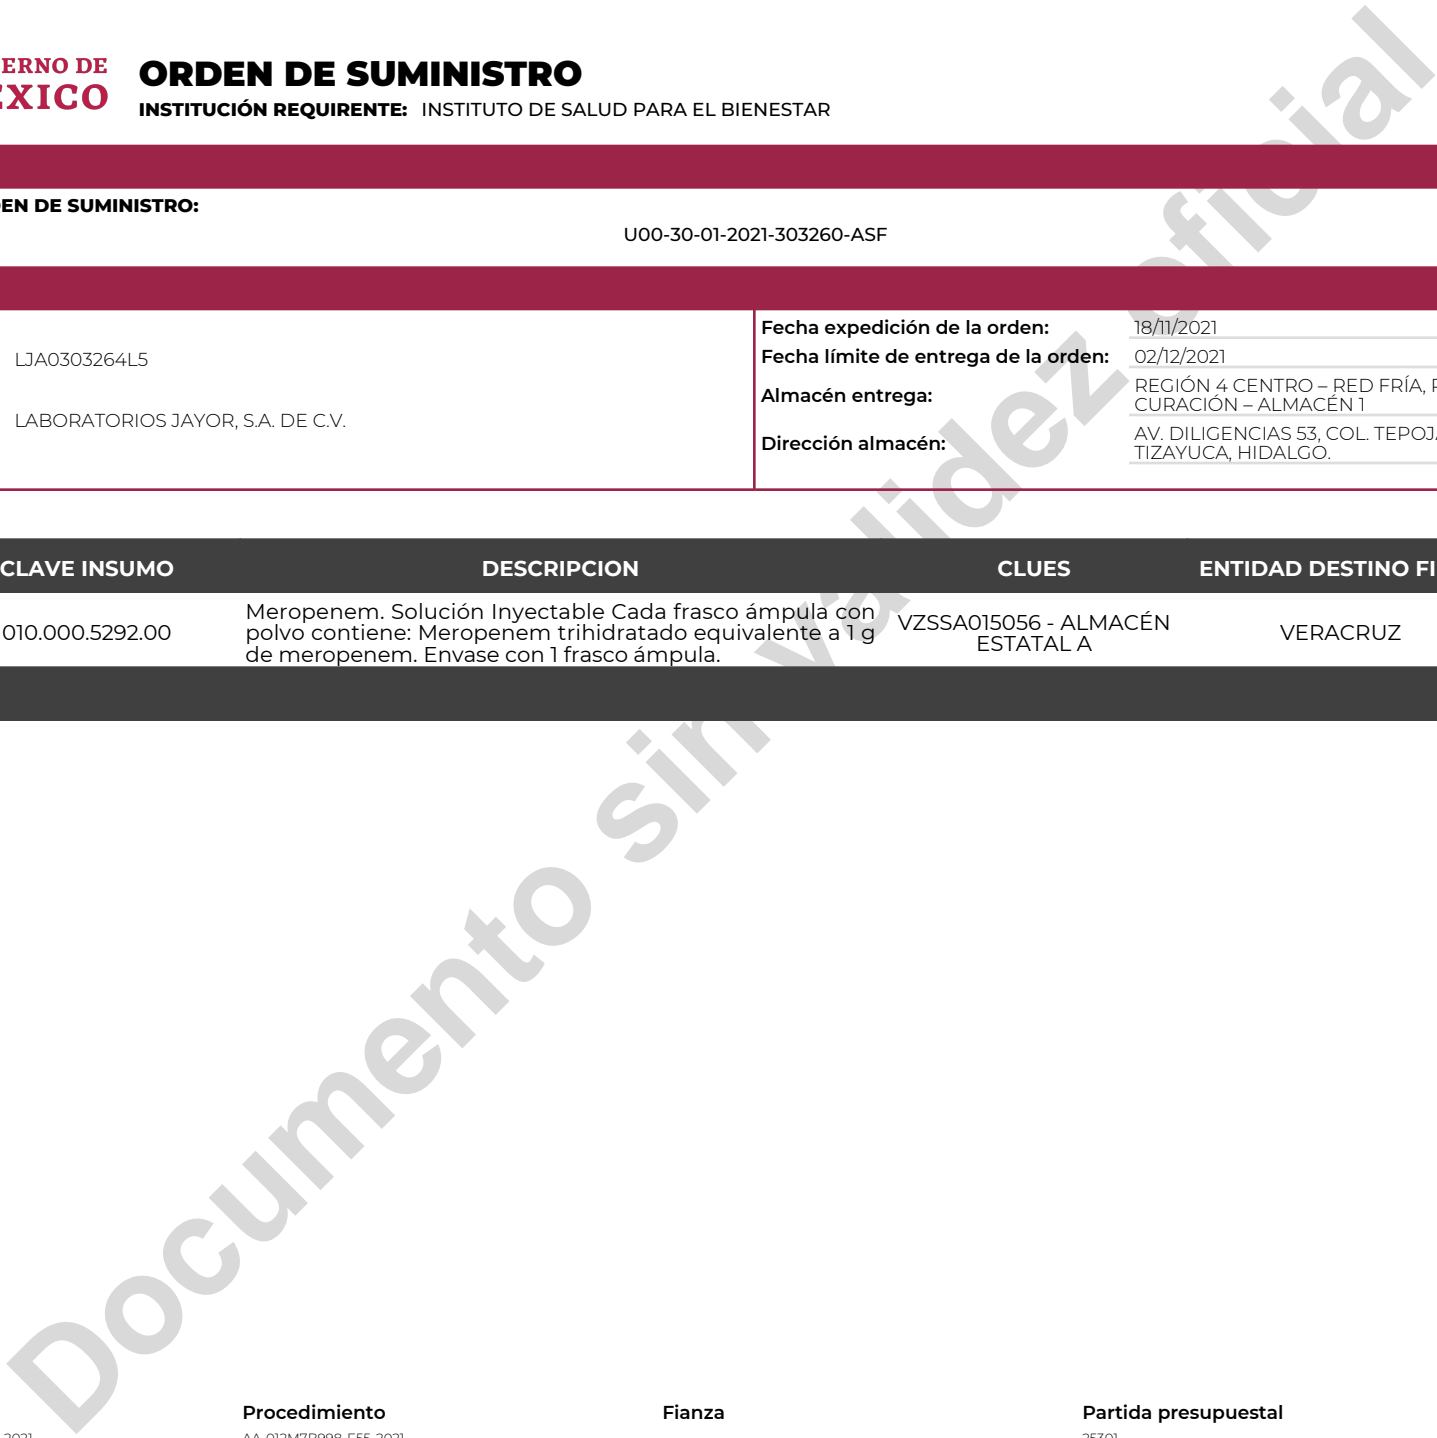 ERNO DE
ÉXICO
ORDEN DE SUMINISTRO
INSTITUCIÓN REQUIRENTE: INSTITUTO DE SALUD PARA EL BIENESTAR
EN DE SUMINISTRO:
U00-30-01-2021-303260-ASF
LJA0303264L5
LABORATORIOS JAYOR, S.A. DE C.V.
Fecha expedición de la orden: 18/11/2021
Fecha límite de entrega de la orden: 02/12/2021
Almacén entrega: REGIÓN 4 CENTRO – RED FRÍA,
CURACIÓN – ALMACÉN 1
Dirección almacén: AV. DILIGENCIAS 53, COL. TEPOJA
TIZAYUCA, HIDALGO.
CLAVE INSUMO DESCRIPCION CLUES ENTIDAD DESTINO FI
010.000.5292.00
Meropenem. Solución Inyectable Cada frasco ámpula con
polvo contiene: Meropenem trihidratado equivalente a 1 g
de meropenem. Envase con 1 frasco ámpula.
VZSSA015056 - ALMACÉN
ESTATAL A
VERACRUZ
Documento sin validez oficial
Procedimiento Fianza Partida presupuestal